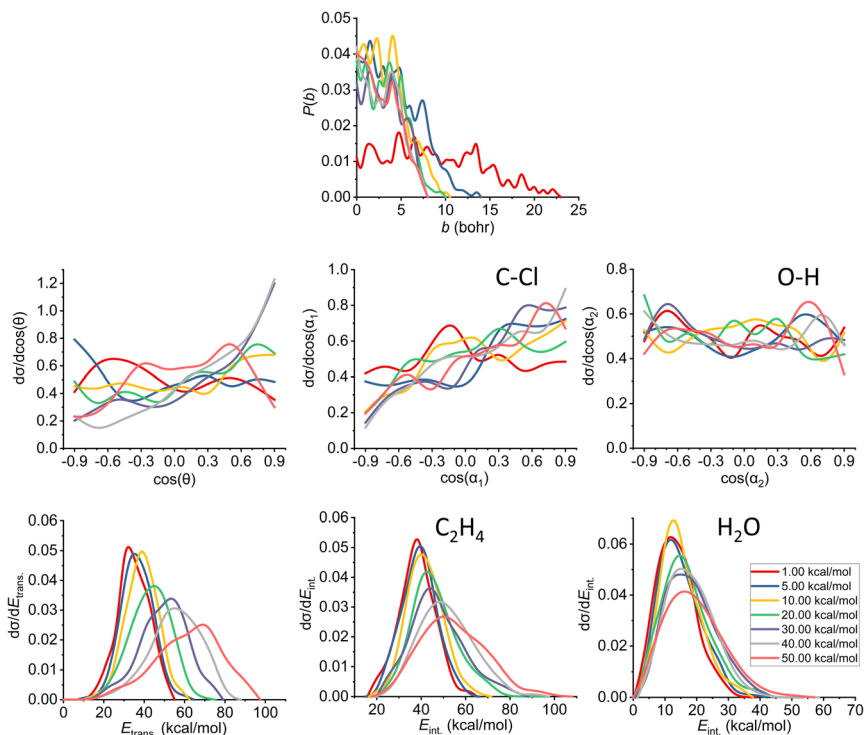 0.05
0.04
0.03
0.02
0.01
0.00
P(b)
0 5 10 15 20 25
b (bohr)
1.2
1.0
0.8
0.6
0.4
0.2
0.0
dσ/dcos(θ)
-0.9 -0.6 -0.3 0.0 0.3 0.6 0.9
cos(θ)
C-Cl
1.0
0.8
0.6
0.4
0.2
0.0
dσ/dcos(α₁)
-0.9 -0.6 -0.3 0.0 0.3 0.6 0.9
cos(α₁)
O-H
0.8
0.6
0.4
0.2
0.0
dσ/dcos(α₂)
-0.9 -0.6 -0.3 0.0 0.3 0.6 0.9
cos(α₂)
0.06
0.05
0.04
0.03
0.02
0.01
0.00
dσ/dE trans.
0 20 40 60 80 100
E trans. (kcal/mol)
C₂H₄
0.06
0.05
0.04
0.03
0.02
0.01
0.00
dσ/dE int.
20 40 60 80 100
E int. (kcal/mol)
H₂O
0.06
0.04
0.02
0.00
dσ/dE int.
0 10 20 30 40 50 60 70
E int. (kcal/mol)
1.00 kcal/mol
5.00 kcal/mol
10.00 kcal/mol
20.00 kcal/mol
30.00 kcal/mol
40.00 kcal/mol
50.00 kcal/mol